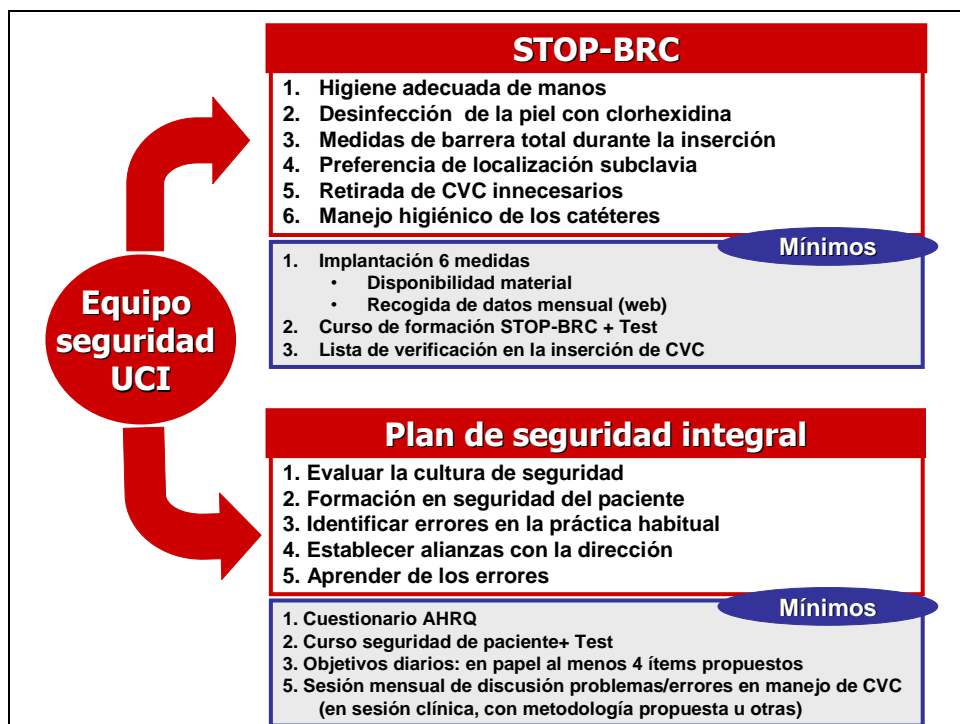 STOP-BRC
1. Higiene adecuada de manos
2. Desinfección de la piel con clorhexidina
3. Medidas de barrera total durante la inserción
4. Preferencia de localización subclavia
5. Retirada de CVC innecesarios
6. Manejo higiénico de los catéteres
Mínimos
1. Implantación 6 medidas
• Disponibilidad material
• Recogida de datos mensual (web)
2. Curso de formación STOP-BRC + Test
3. Lista de verificación en la inserción de CVC
Equipo
seguridad
UCI
Plan de seguridad integral
1. Evaluar la cultura de seguridad
2. Formación en seguridad del paciente
3. Identificar errores en la práctica habitual
4. Establecer alianzas con la dirección
5. Aprender de los errores
Mínimos
1. Cuestionario AHRQ
2. Curso seguridad de paciente+ Test
3. Objetivos diarios: en papel al menos 4 ítems propuestos
5. Sesión mensual de discusión problemas/errores en manejo de CVC
(en sesión clínica, con metodología propuesta u otras)